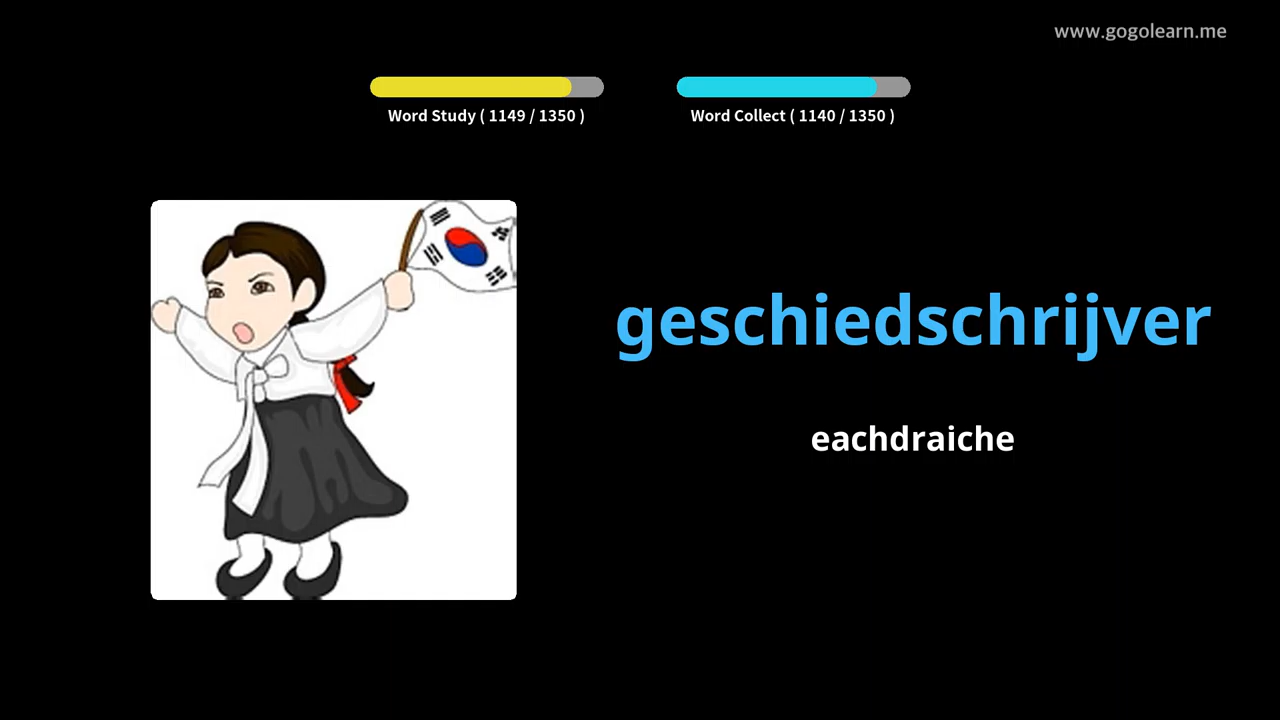 www.gogolearn.me
Word Study ( 1149 / 1350 )
Word Collect ( 1140 / 1350 )
geschiedschrijver
eachdraiche